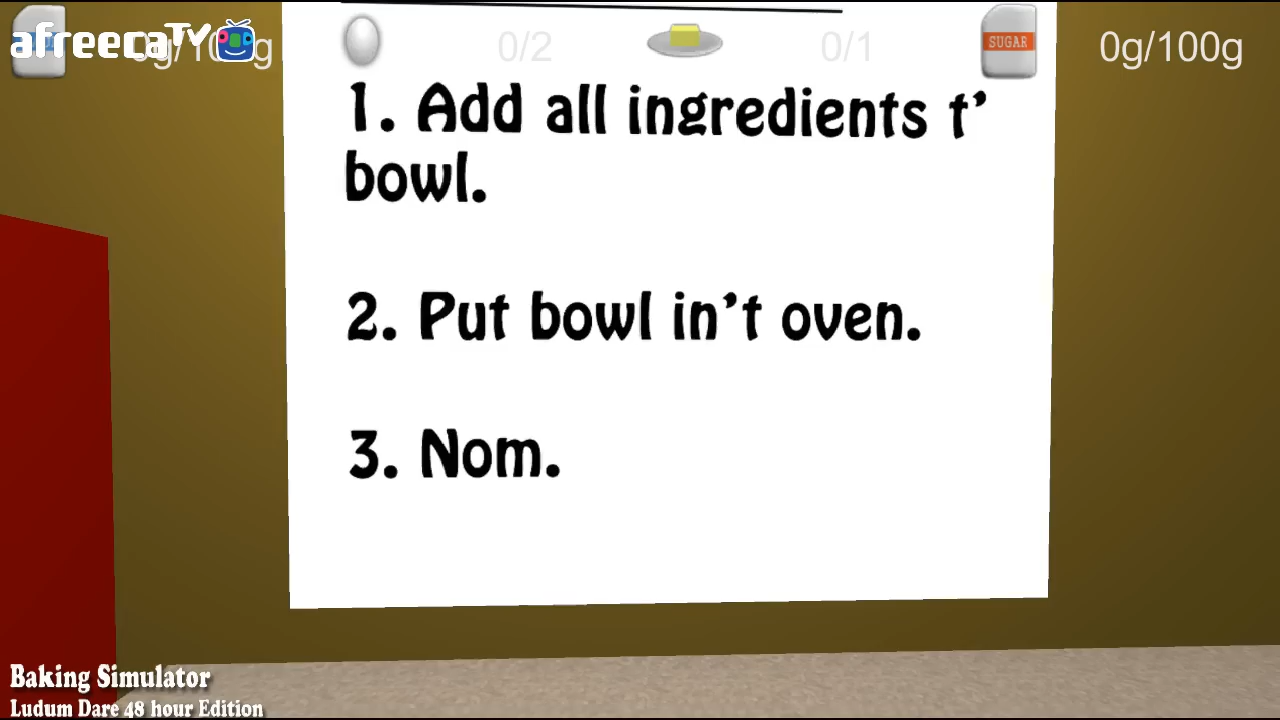 afreecaTV
0/2
0/1
SUGAR
0g/100g
1. Add all ingredients t’
bowl.
2. Put bowl in’t oven.
3. Nom.
Baking Simulator
Ludum Dare 48 hour Edition